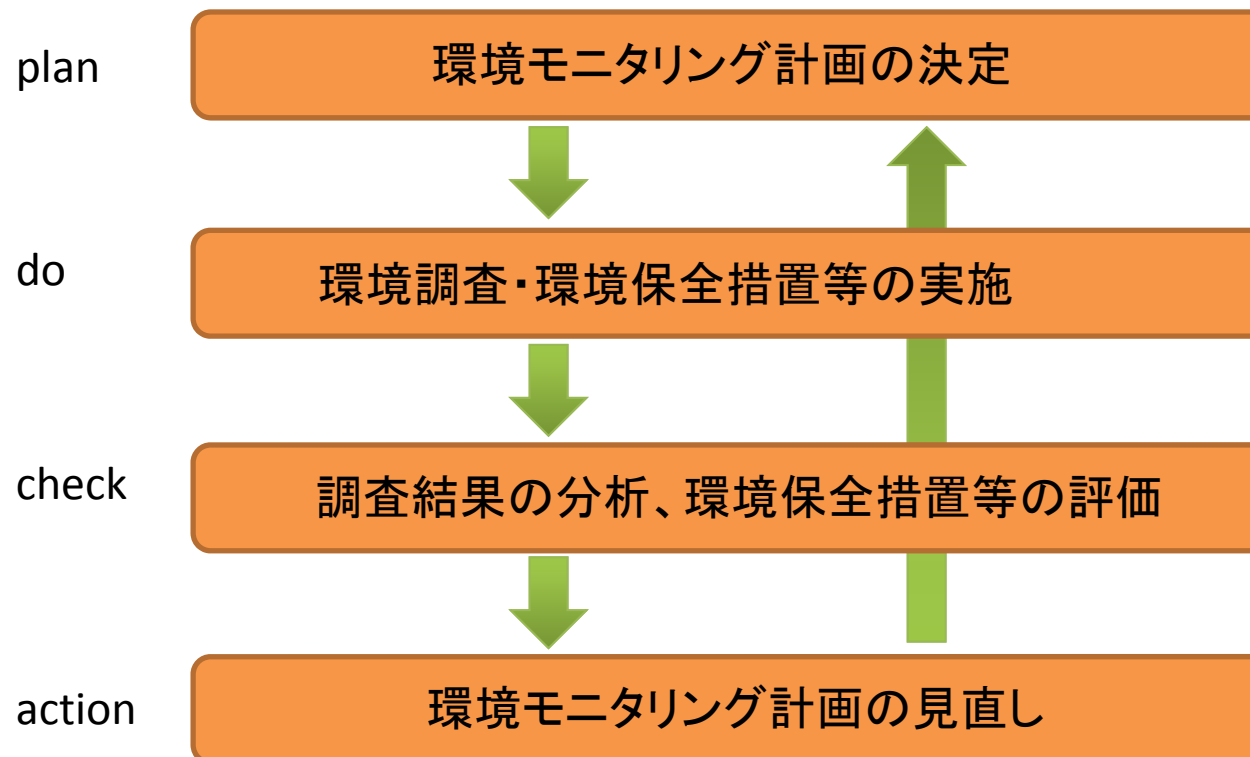 plan
環境モニタリング計画の決定
do
環境調査・環境保全措置等の実施
check
調査結果の分析、環境保全措置等の評価
action
環境モニタリング計画の見直し